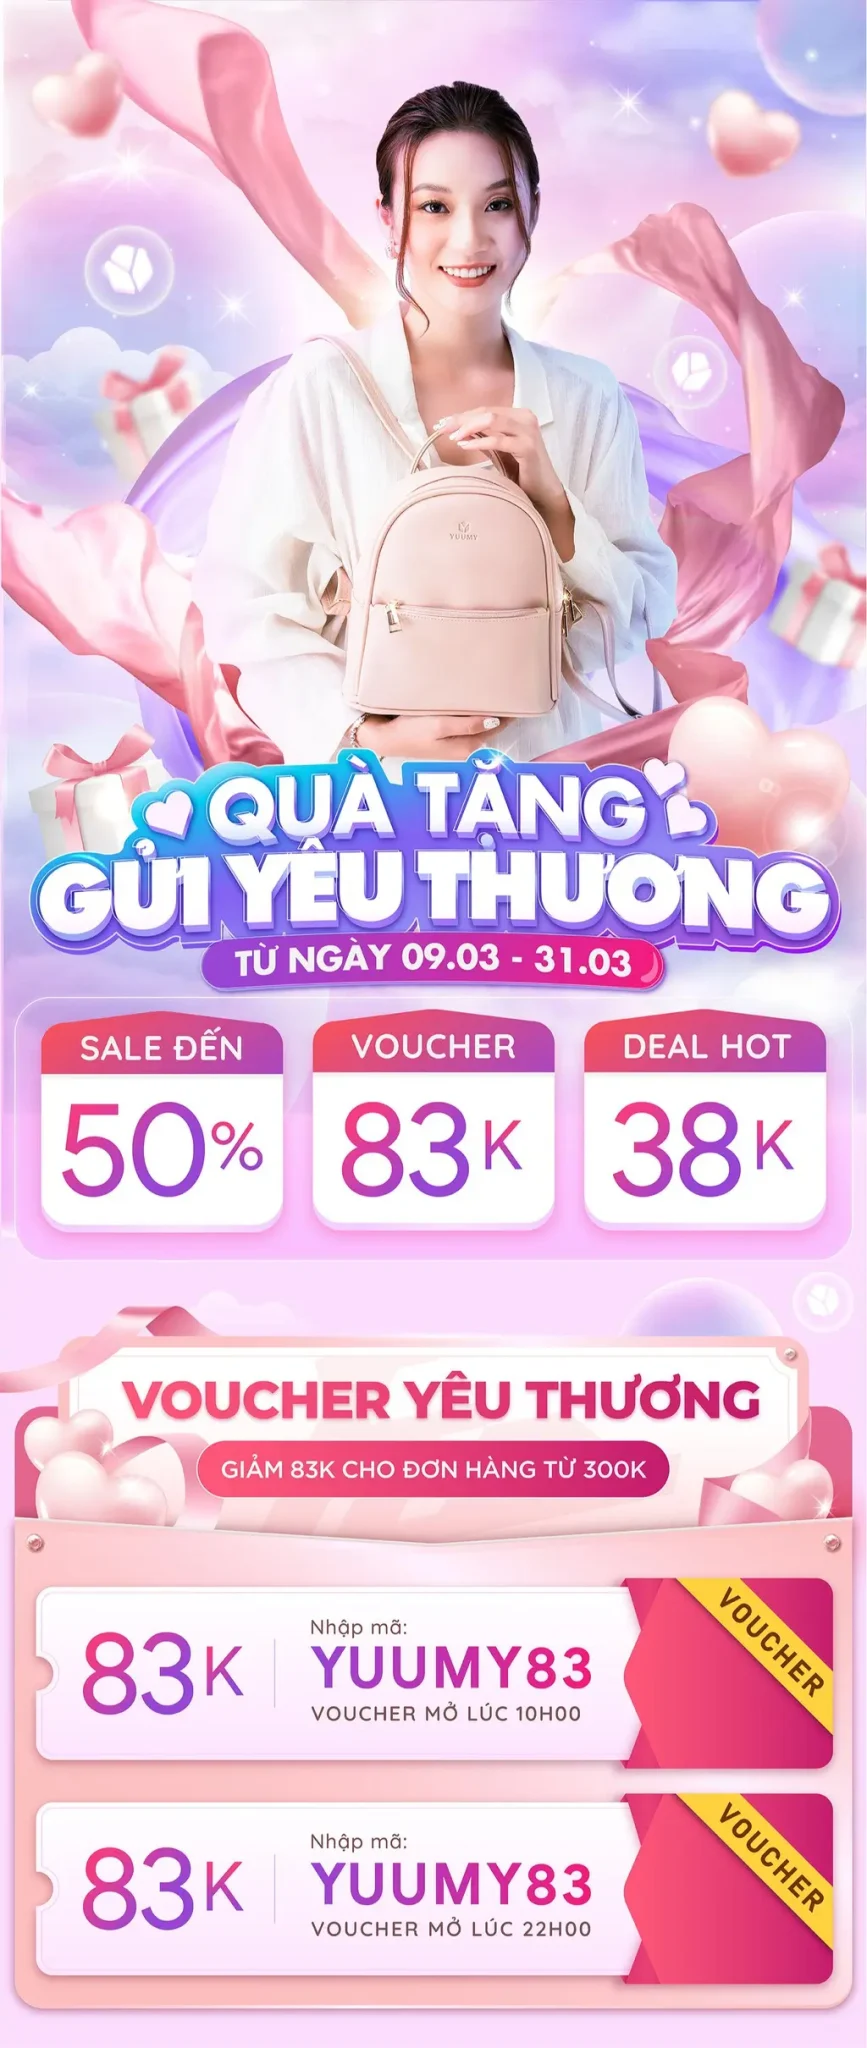 YUUMY
QUÀ TẶNG
GỬI YÊU THƯƠNG
TỪ NGÀY 09.03 - 31.03
SALE ĐẾN
50%
VOUCHER
83K
DEAL HOT
38K
VOUCHER YÊU THƯƠNG
GIẢM 83K CHO ĐƠN HÀNG TỪ 300K
83K
Nhập mã:
YUUMY83
VOUCHER MỞ LÚC 10H00
VOUCHER
83K
Nhập mã:
YUUMY83
VOUCHER MỞ LÚC 22H00
VOUCHER